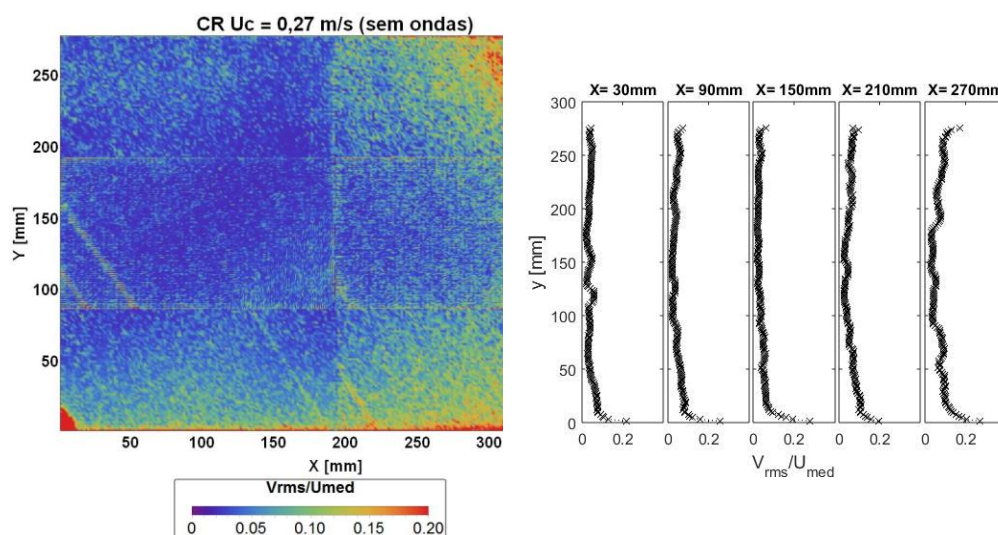 CR Uc = 0,27 m/s (sem ondas)
250
200
150
100
50
Y [mm]
50 100 150 200 250 300
X [mm]
Vrms/Umed
0 0.05 0.10 0.15 0.20
X= 30mm X= 90mm X= 150mm X= 210mm X= 270mm
300
250
200
150
100
50
0
y [mm]
0 0.2 0 0.2 0 0.2 0 0.2 0 0.2
Vrms/Umed